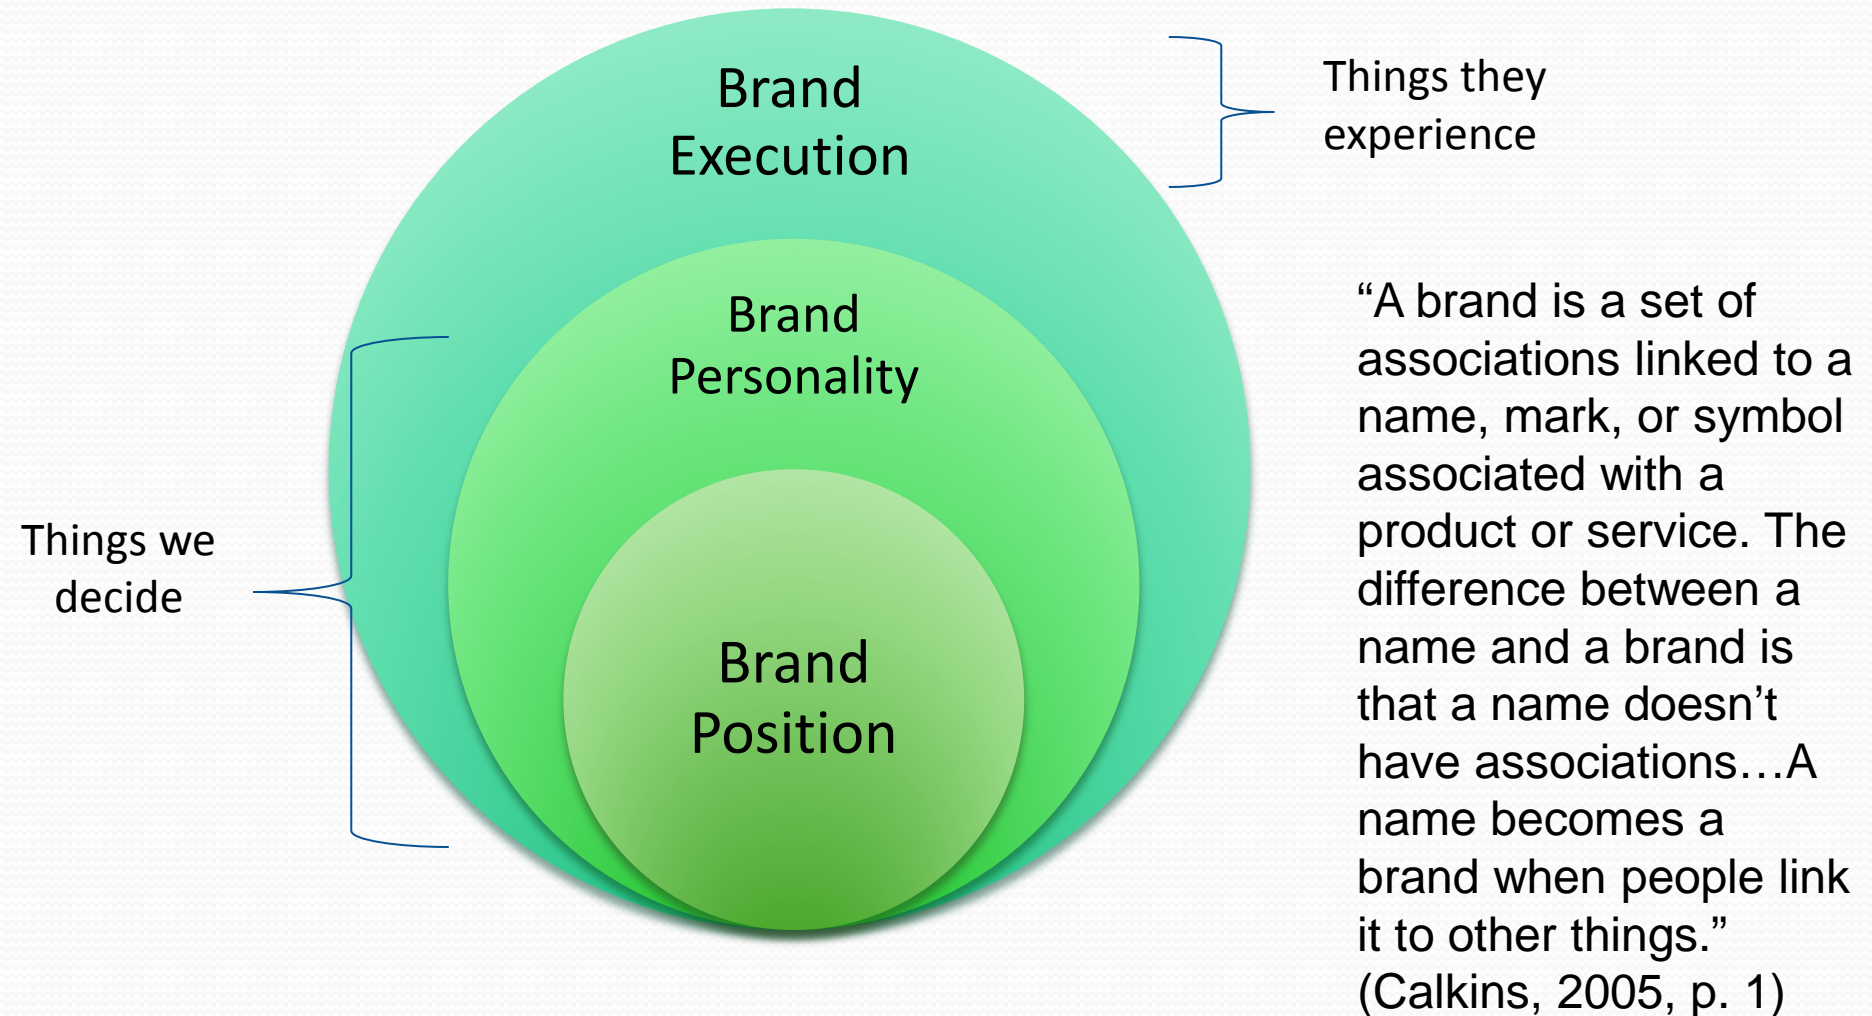 Brand
Execution
Things they
experience
Brand
Personality
Things we
decide
Brand
Position
“A brand is a set of
associations linked to a
name, mark, or symbol
associated with a
product or service. The
difference between a
name and a brand is
that a name doesn’t
have associations…A
name becomes a
brand when people link
it to other things.”
(Calkins, 2005, p. 1)